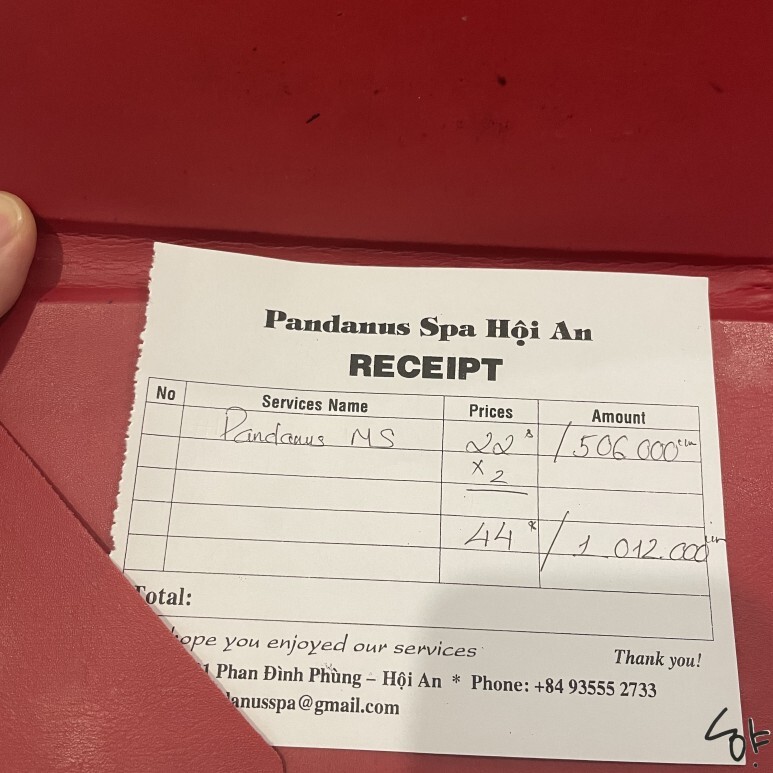 Pandanus Spa Hội An
RECEIPT
No Services Name Prices Amount
Pandanus MS 22$ / 506 000
x 2
44 / 1.012.000
Total:
hope you enjoyed our services
Thank you!
1 Phan Đình Phùng – Hội An * Phone: +84 93555 2733
danusspa@gmail.com